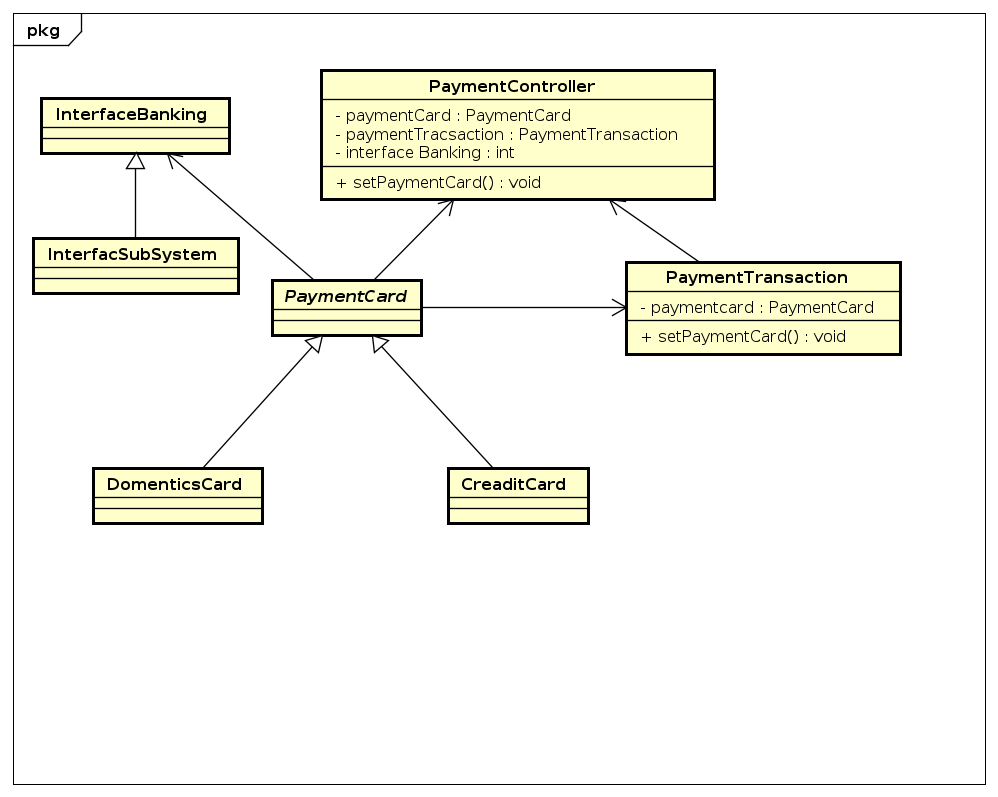 pkg
InterfaceBanking
PaymentController
- paymentCard : PaymentCard
- paymentTracsaction : PaymentTransaction
- interface Banking : int
+ setPaymentCard() : void
InterfacSubSystem
PaymentCard
PaymentTransaction
- paymentcard : PaymentCard
+ setPaymentCard() : void
DomenticsCard
CreaditCard